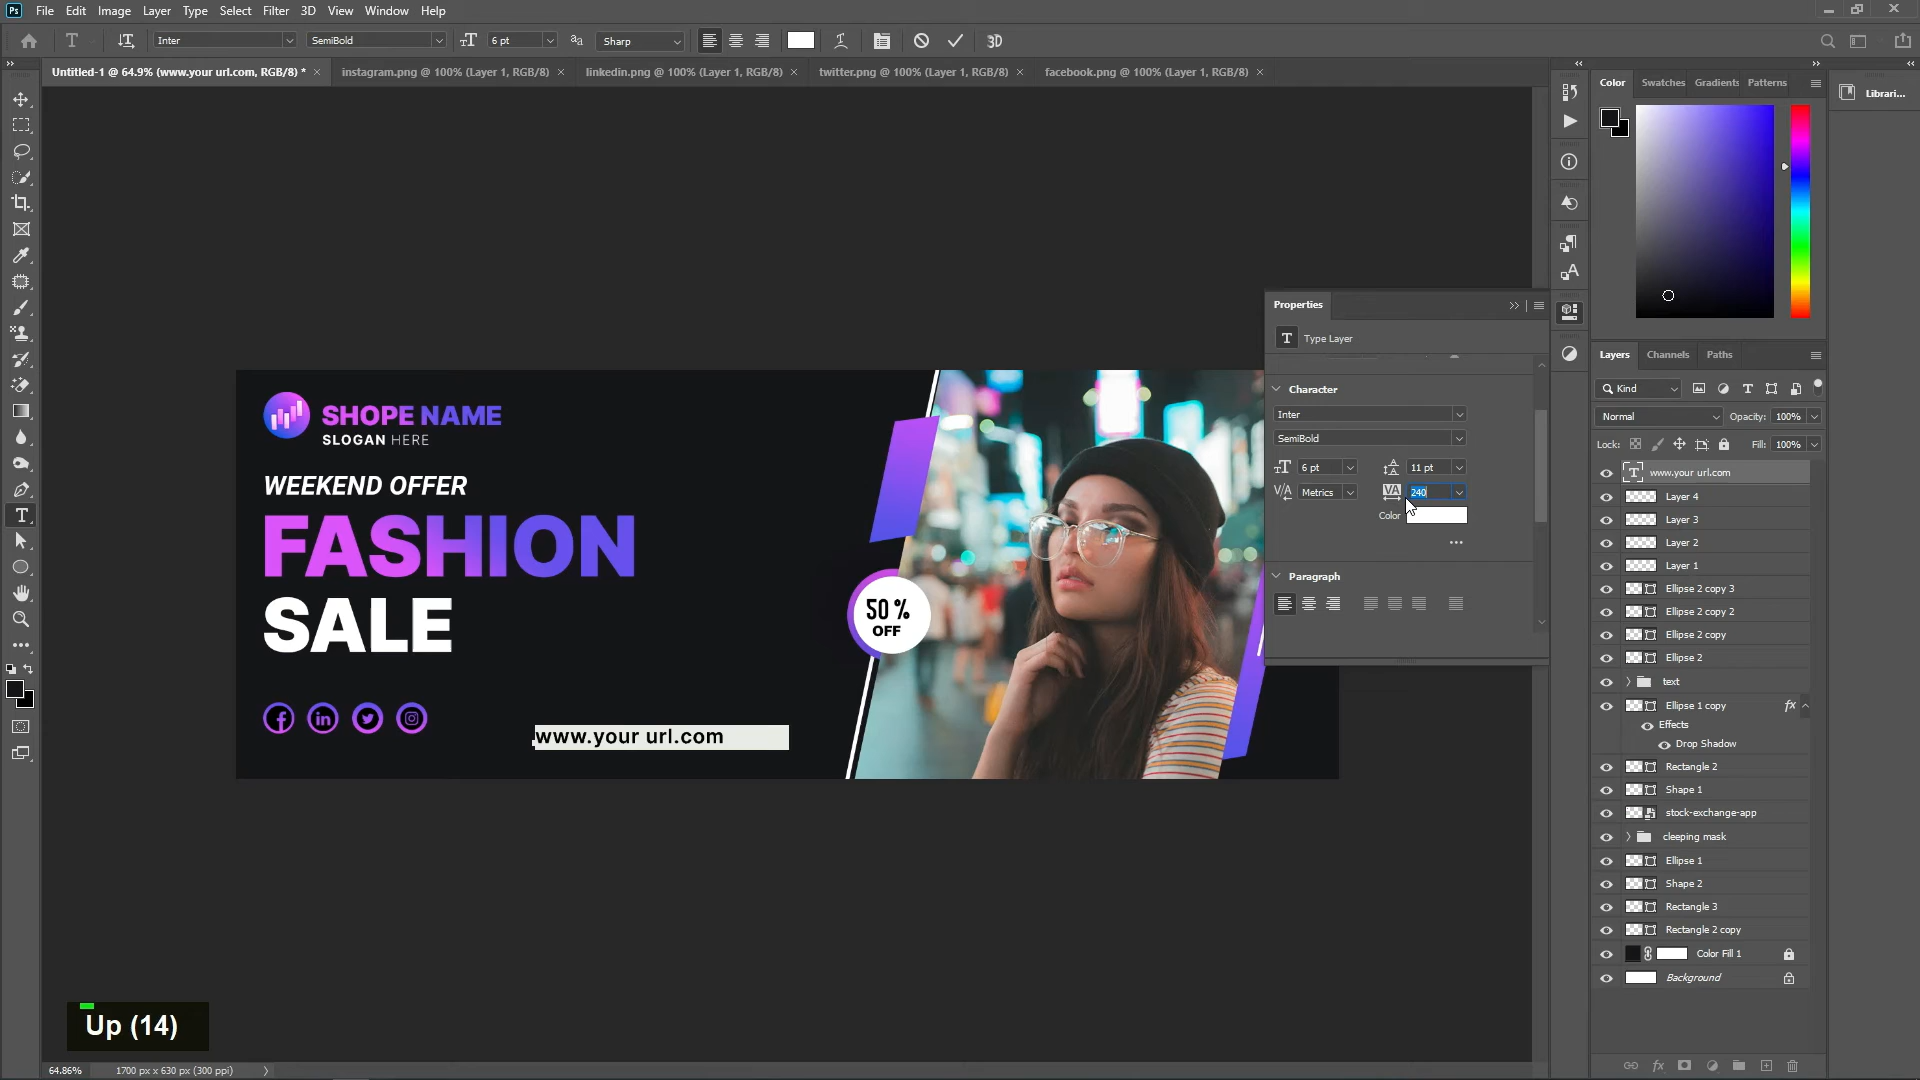 Ps File Edit Image Layer Type Select Filter 3D View Window Help
T Inter SemiBold 6 pt Sharp 3D
Untitled-1 @ 64.9% (www.your url.com, RGB/8) * × instagram.png @ 100% (Layer 1, RGB/8) × linkedin.png @ 100% (Layer 1, RGB/8) × twitter.png @ 100% (Layer 1, RGB/8) × facebook.png @ 100% (Layer 1, RGB/8) ×
Color Swatches Gradients Patterns
Librari...
Properties
T Type Layer
Character
Inter
SemiBold
6 pt 11 pt
Metrics 240
Color
Paragraph
SHOPE NAME
SLOGAN HERE
WEEKEND OFFER
FASHION
SALE
50 %
OFF
www.your url.com
Layers Channels Paths
Kind
Normal Opacity: 100%
Lock: Fill: 100%
www.your url.com
Layer 4
Layer 3
Layer 2
Layer 1
Ellipse 2 copy 3
Ellipse 2 copy 2
Ellipse 2 copy
Ellipse 2
text
Ellipse 1 copy fx
Effects
Drop Shadow
Rectangle 2
Shape 1
stock-exchange-app
cleeping mask
Ellipse 1
Shape 2
Rectangle 3
Rectangle 2 copy
Color Fill 1
Background
Up (14)
64.86% 1700 px x 630 px (300 ppi)